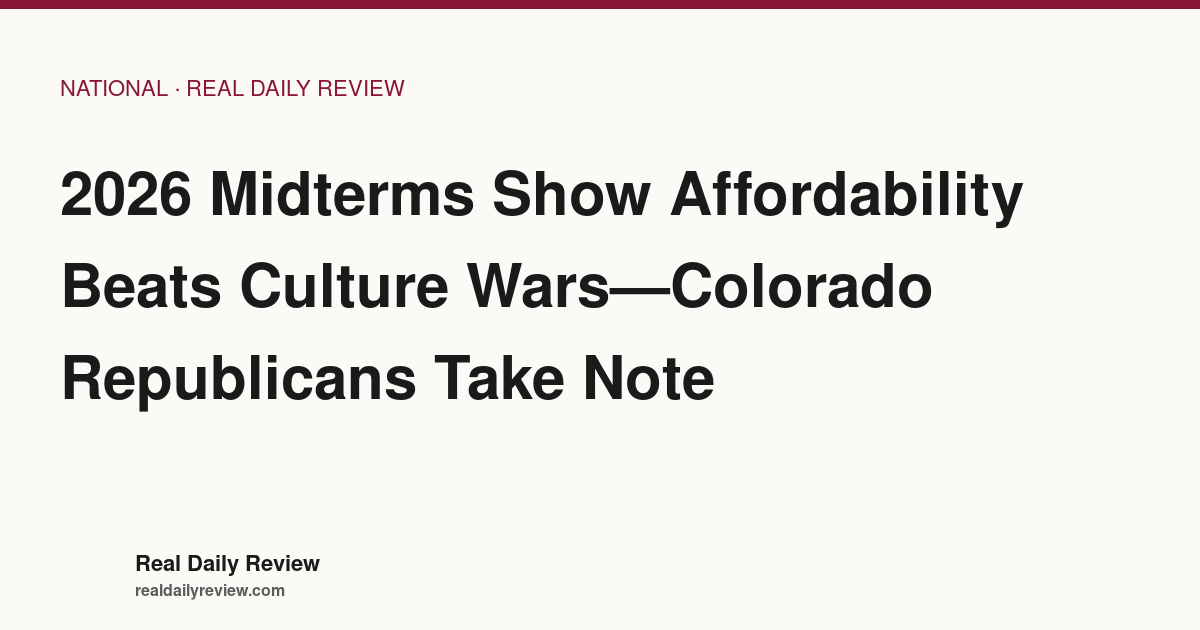 NATIONAL · REAL DAILY REVIEW
2026 Midterms Show Affordability
Beats Culture Wars—Colorado
Republicans Take Note
Real Daily Review
realdailyreview.com